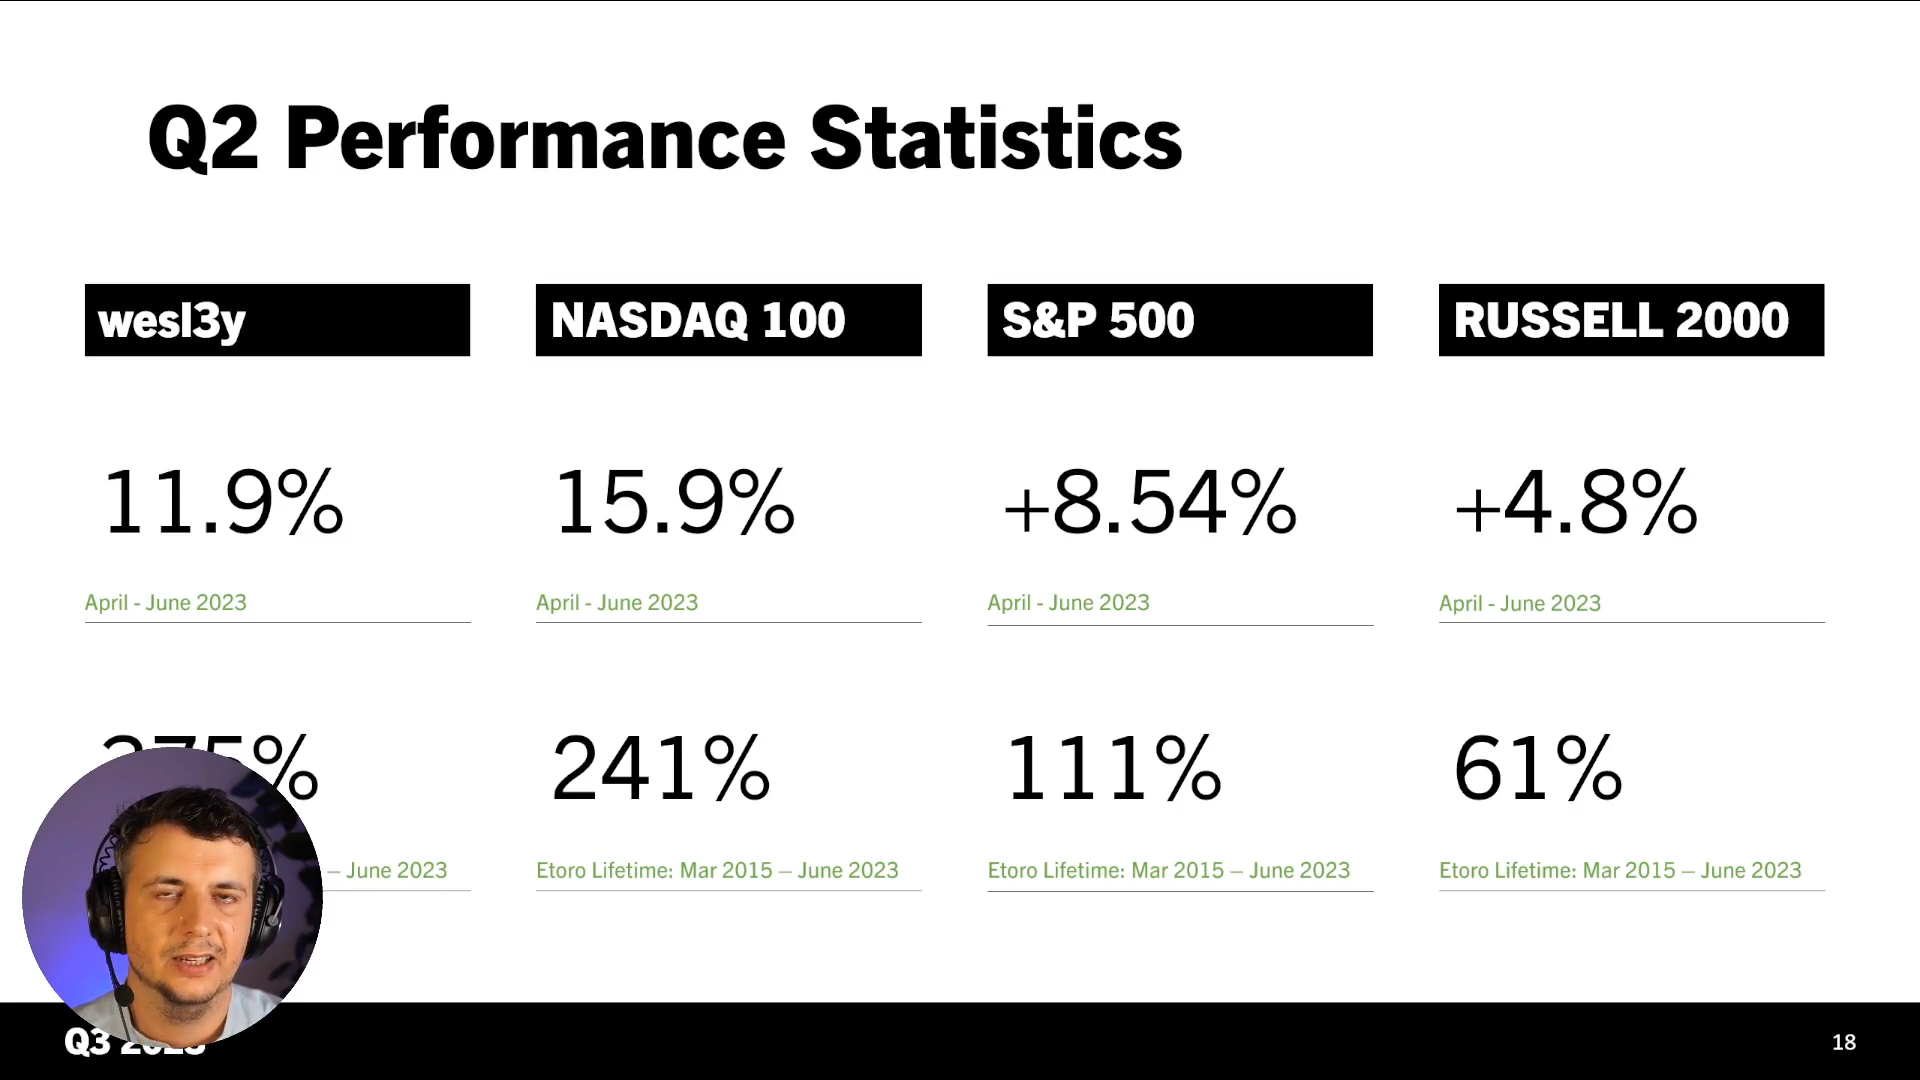 Q2 Performance Statistics
wesl3y
NASDAQ 100
S&P 500
RUSSELL 2000
11.9%
15.9%
+8.54%
+4.8%
April - June 2023
April - June 2023
April - June 2023
April - June 2023
241%
111%
61%
– June 2023
Etoro Lifetime: Mar 2015 – June 2023
Etoro Lifetime: Mar 2015 – June 2023
Etoro Lifetime: Mar 2015 – June 2023
Q3
18